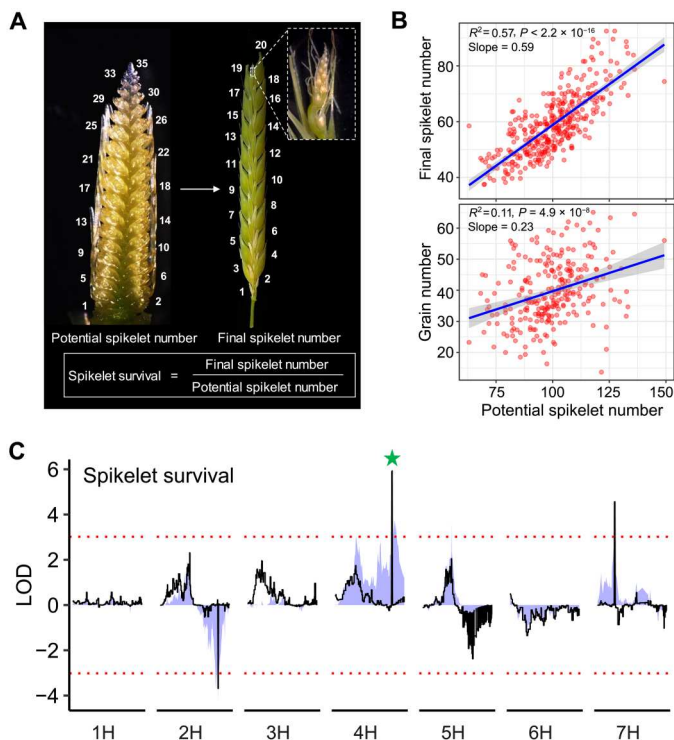 A
35
33
30
29
26
25
22
21
18
17
14
13
10
9
6
5
2
1
20
19
18
17
16
15
14
13
12
11
10
9
8
7
6
5
4
3
2
1
Potential spikelet number
Final spikelet number
Spikelet survival = Final spikelet number
Potential spikelet number
B
R² = 0.57, P < 2.2 × 10⁻¹⁶
Slope = 0.59
80
60
40
Final spikelet number
R² = 0.11, P = 4.9 × 10⁻⁸
Slope = 0.23
60
50
40
30
20
Grain number
75 100 125 150
Potential spikelet number
C
Spikelet survival
6
4
2
0
−2
−4
LOD
1H 2H 3H 4H 5H 6H 7H